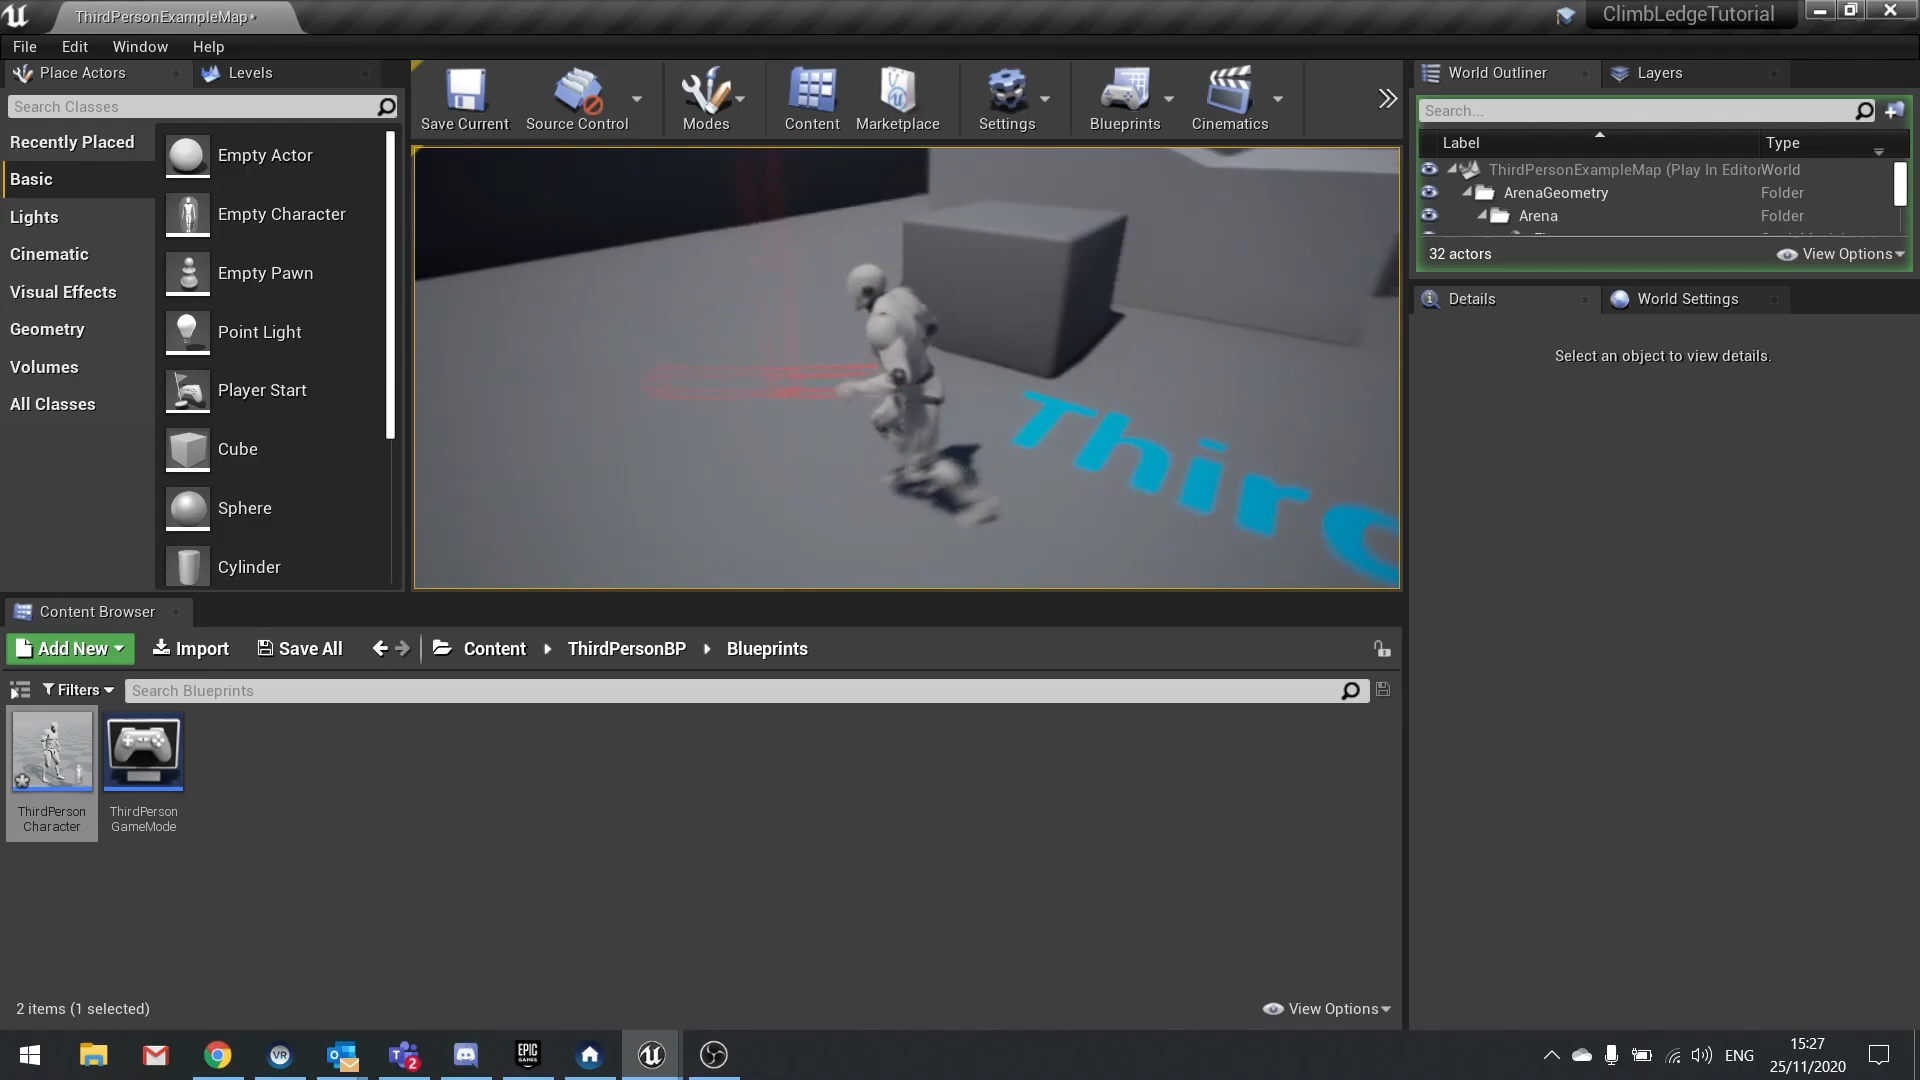 ThirdPersonExampleMap*
ClimbLedgeTutorial
File Edit Window Help
Place Actors
Levels
Search Classes
Recently Placed
Basic
Lights
Cinematic
Visual Effects
Geometry
Volumes
All Classes
Empty Actor
Empty Character
Empty Pawn
Point Light
Player Start
Cube
Sphere
Cylinder
Save Current
Source Control
Modes
Content
Marketplace
Settings
Blueprints
Cinematics
Thirc
World Outliner
Layers
Search...
Label
Type
ThirdPersonExampleMap (Play In Editor World
ArenaGeometry Folder
Arena Folder
32 actors
View Options
Details
World Settings
Select an object to view details.
Content Browser
Add New
Import
Save All
Content
ThirdPersonBP
Blueprints
Filters
Search Blueprints
ThirdPerson
Character
ThirdPerson
GameMode
2 items (1 selected)
View Options
VR
2
EPIC
GAMES
ENG
15:27
25/11/2020